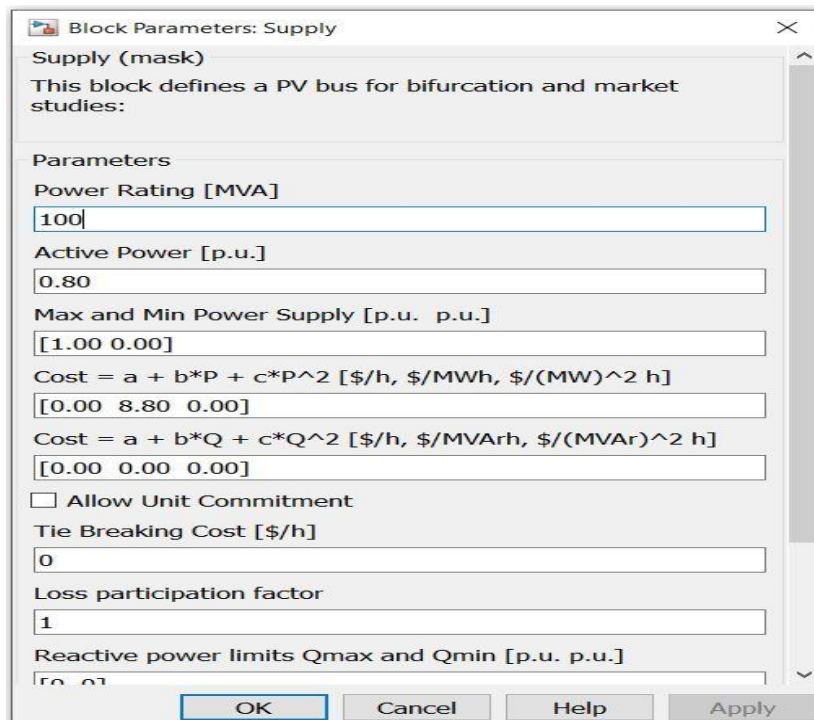 Block Parameters: Supply
Supply (mask)
This block defines a PV bus for bifurcation and market
studies:
Parameters
Power Rating [MVA]
100
Active Power [p.u.]
0.80
Max and Min Power Supply [p.u. p.u.]
[1.00 0.00]
Cost = a + b*P + c*P^2 [$/h, $/MWh, $/(MW)^2 h]
[0.00 8.80 0.00]
Cost = a + b*Q + c*Q^2 [$/h, $/MVArh, $/(MVAr)^2 h]
[0.00 0.00 0.00]
Allow Unit Commitment
Tie Breaking Cost [$/h]
0
Loss participation factor
1
Reactive power limits Qmax and Qmin [p.u. p.u.]
[0 0]
OK Cancel Help Apply